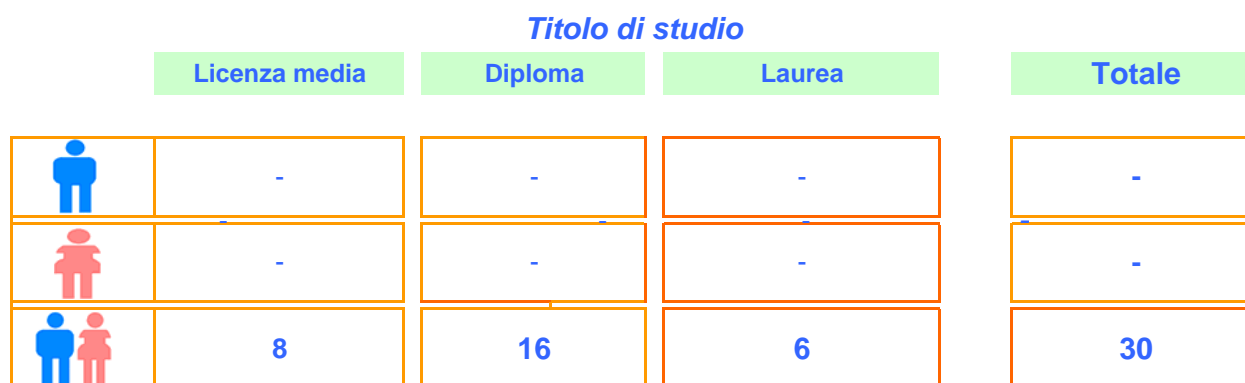 Titolo di studio
Licenza media Diploma Laurea Totale
- - - -
- - - -
- - - -
8 16 6 30